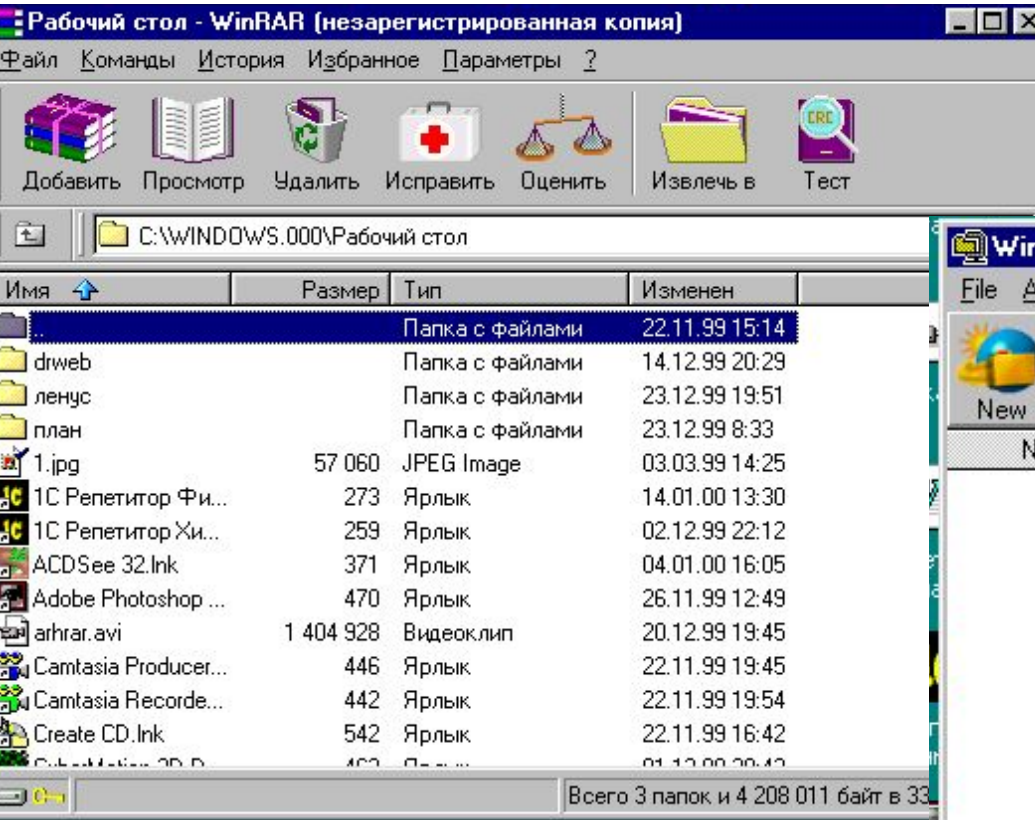 Рабочий стол - WinRAR (незарегистрированная копия)
Файл Команды История Избранное Параметры ?
CRC
Добавить Просмотр Удалить Исправить Оценить Извлечь в Тест
C:\WINDOWS.000\Рабочий стол
Имя Размер Тип Изменен
.. Папка с файлами 22.11.99 15:14
drweb Папка с файлами 14.12.99 20:29
ленус Папка с файлами 23.12.99 19:51
план Папка с файлами 23.12.99 8:33
1.jpg 57 060 JPEG Image 03.03.99 14:25
1С Репетитор Фи... 273 Ярлык 14.01.00 13:30
1С Репетитор Хи... 259 Ярлык 02.12.99 22:12
ACDSee 32.lnk 371 Ярлык 04.01.00 16:05
Adobe Photoshop ... 470 Ярлык 26.11.99 12:49
arhrar.avi 1 404 928 Видеоклип 20.12.99 19:45
Camtasia Producer... 446 Ярлык 22.11.99 19:45
Camtasia Recorde... 442 Ярлык 22.11.99 19:54
Create CD.lnk 542 Ярлык 22.11.99 16:42
Всего 3 папок и 4 208 011 байт в 33
Win
File A
New
N